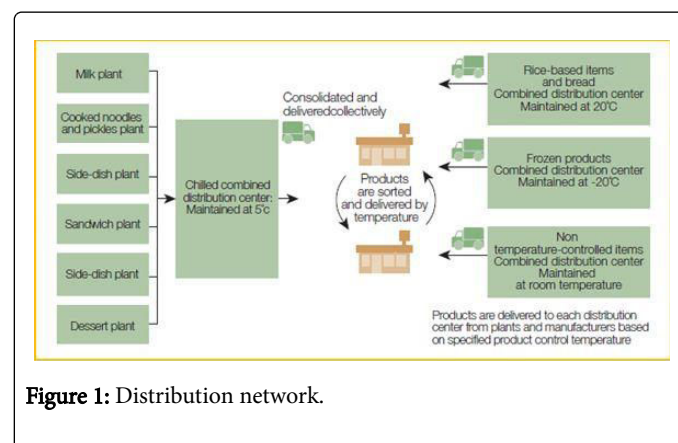 Milk plant
Cooked noodles
and pickles plant
Side-dish plant
Sandwich plant
Side-dish plant
Dessert plant
Chilled combined
distribution center:
Maintained at 5℃
Consolidated and
deliveredcollectively
Products
are sorted
and delivered by
temperature
Rice-based items
and bread
Combined distribution center
Maintained at 20℃
Frozen products
Combined distribution center
Maintained at -20℃
Non
temperature-controlled items
Combined distribution center
Maintained
at room temperature
Products are delivered to each distribution
center from plants and manufacturers based
on specified product control temperature
Figure 1: Distribution network.